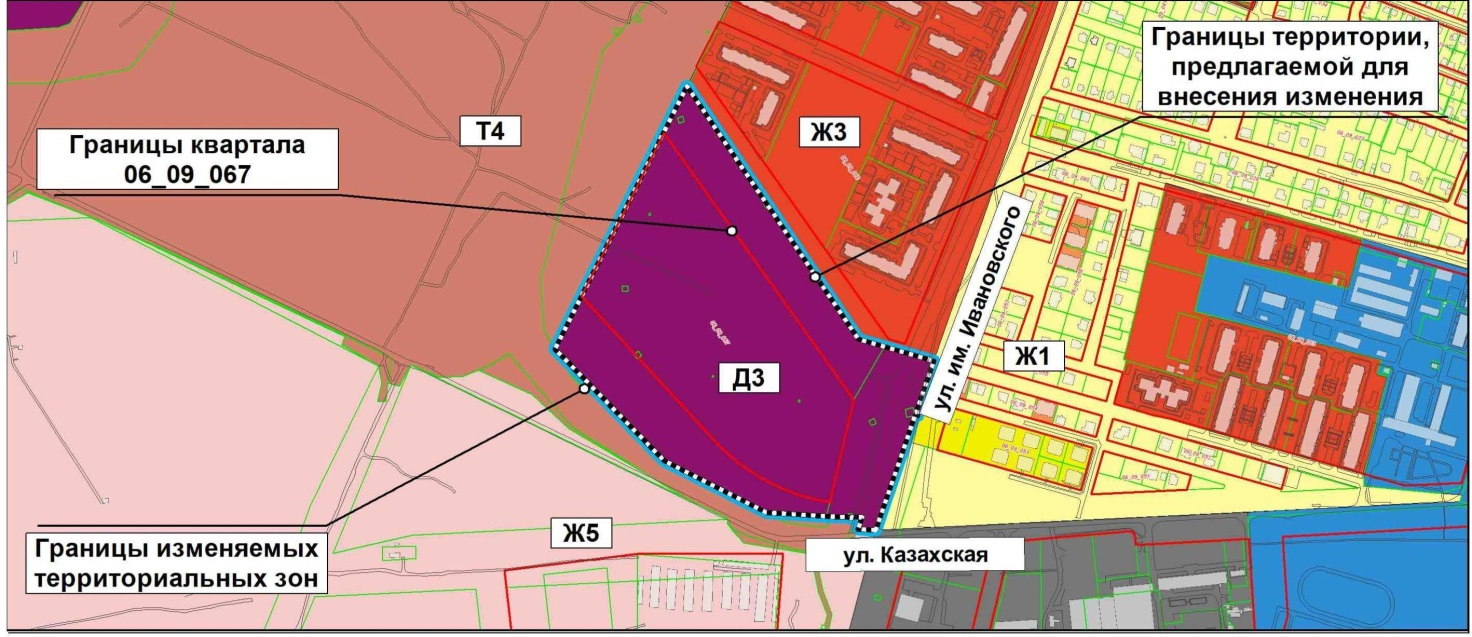 Границы территории,
предлагаемой для
внесения изменения
Т4
Ж3
Границы квартала
06_09_067
ул. им. Ивановского
Ж1
Д3
Ж5
Границы изменяемых
территориальных зон
ул. Казахская